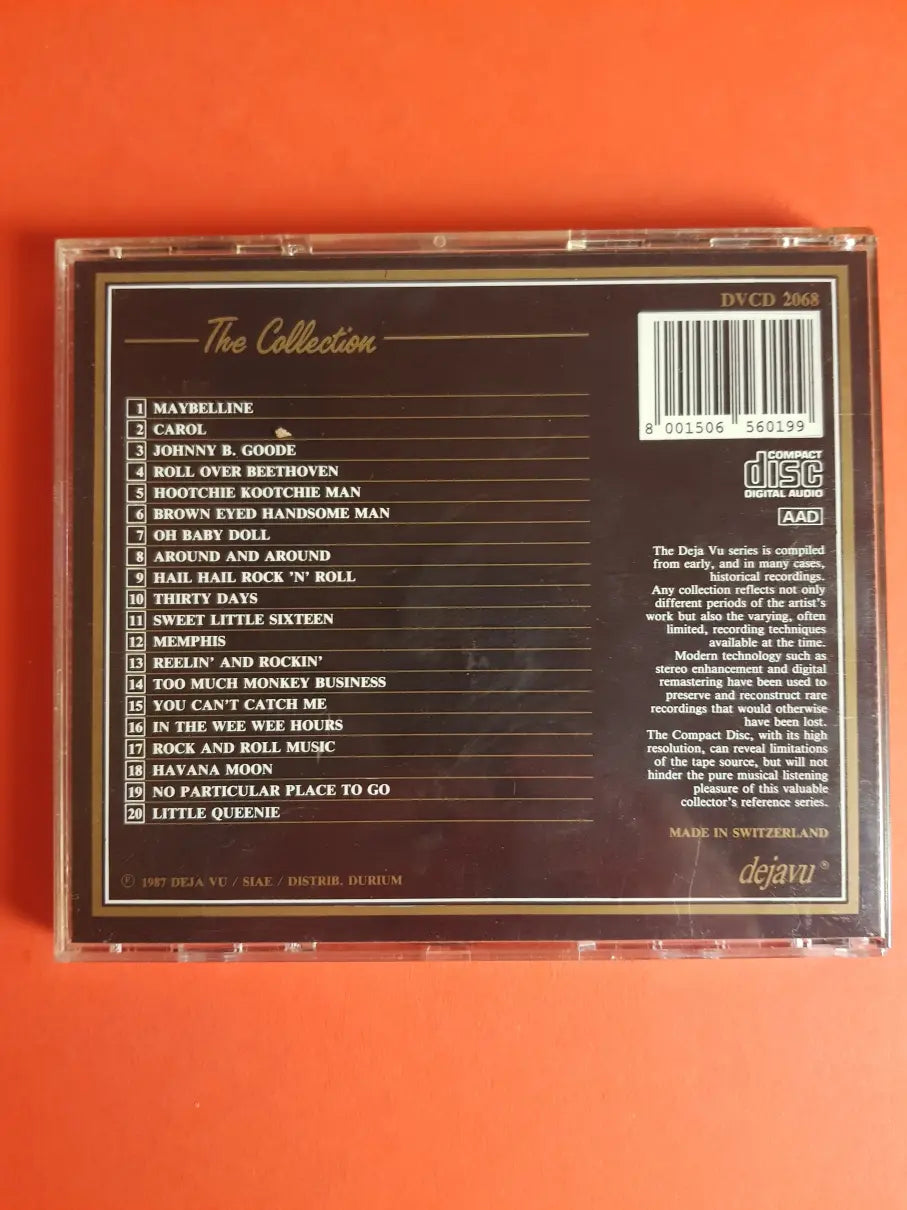 DVCD 2068
The Collection
8 001506 560199
1 MAYBELLINE
2 CAROL
3 JOHNNY B. GOODE
4 ROLL OVER BEETHOVEN
5 HOOTCHIE KOOTCHIE MAN
6 BROWN EYED HANDSOME MAN
7 OH BABY DOLL
8 AROUND AND AROUND
9 HAIL HAIL ROCK 'N' ROLL
10 THIRTY DAYS
11 SWEET LITTLE SIXTEEN
12 MEMPHIS
13 REELIN' AND ROCKIN'
14 TOO MUCH MONKEY BUSINESS
15 YOU CAN'T CATCH ME
16 IN THE WEE WEE HOURS
17 ROCK AND ROLL MUSIC
18 HAVANA MOON
19 NO PARTICULAR PLACE TO GO
20 LITTLE QUEENIE
COMPACT
disc
DIGITAL AUDIO
AAD
The Deja Vu series is compiled
from early, and in many cases,
historical recordings.
Any collection reflects not only
different periods of the artist's
work but also the varying, often
limited, recording techniques
available at the time.
Modern technology such as
stereo enhancement and digital
remastering have been used to
preserve and reconstruct rare
recordings that would otherwise
have been lost.
The Compact Disc, with its high
resolution, can reveal limitations
of the tape source, but will not
hinder the pure musical listening
pleasure of this valuable
collector's reference series.
MADE IN SWITZERLAND
dejavu ®
℗ 1987 DEJA VU / SIAE / DISTRIB. DURIUM